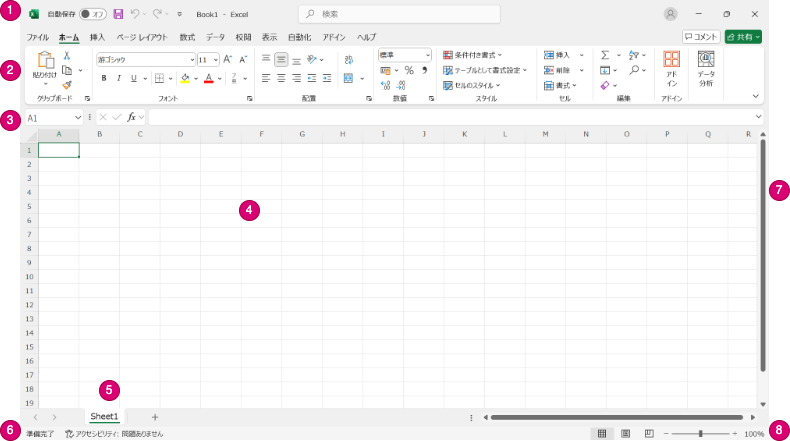 1
自動保存 オフ Book1 - Excel 検索
ファイル ホーム 挿入 ページ レイアウト 数式 データ 校閲 表示 自動化 アドイン ヘルプ コメント 共有
2
貼り付け
クリップボード
游ゴシック 11
B I U A
フォント
配置
標準
%
数値
条件付き書式
テーブルとして書式設定
セルのスタイル
スタイル
挿入
削除
書式
セル
編集
アド
イン
アドイン
データ
分析
3
A1 fx
A B C D E F G H I J K L M N O P Q R
1
2
3
4
5
6
7
8
9
10
11
12
13
14
15
16
17
18
19
4
7
5
Sheet1 +
6
準備完了 アクセシビリティ: 問題ありません 100%
8